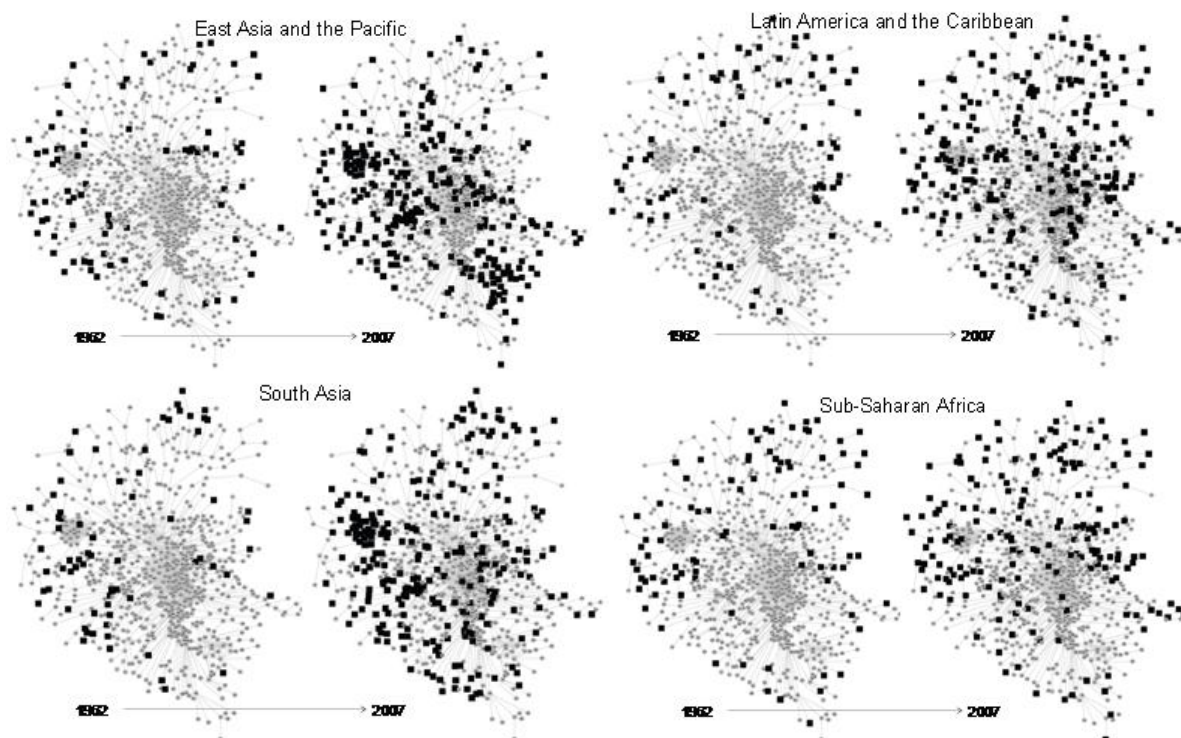 East Asia and the Pacific
1962 2007
Latin America and the Caribbean
1962 2007
South Asia
1962 2007
Sub-Saharan Africa
1962 2007